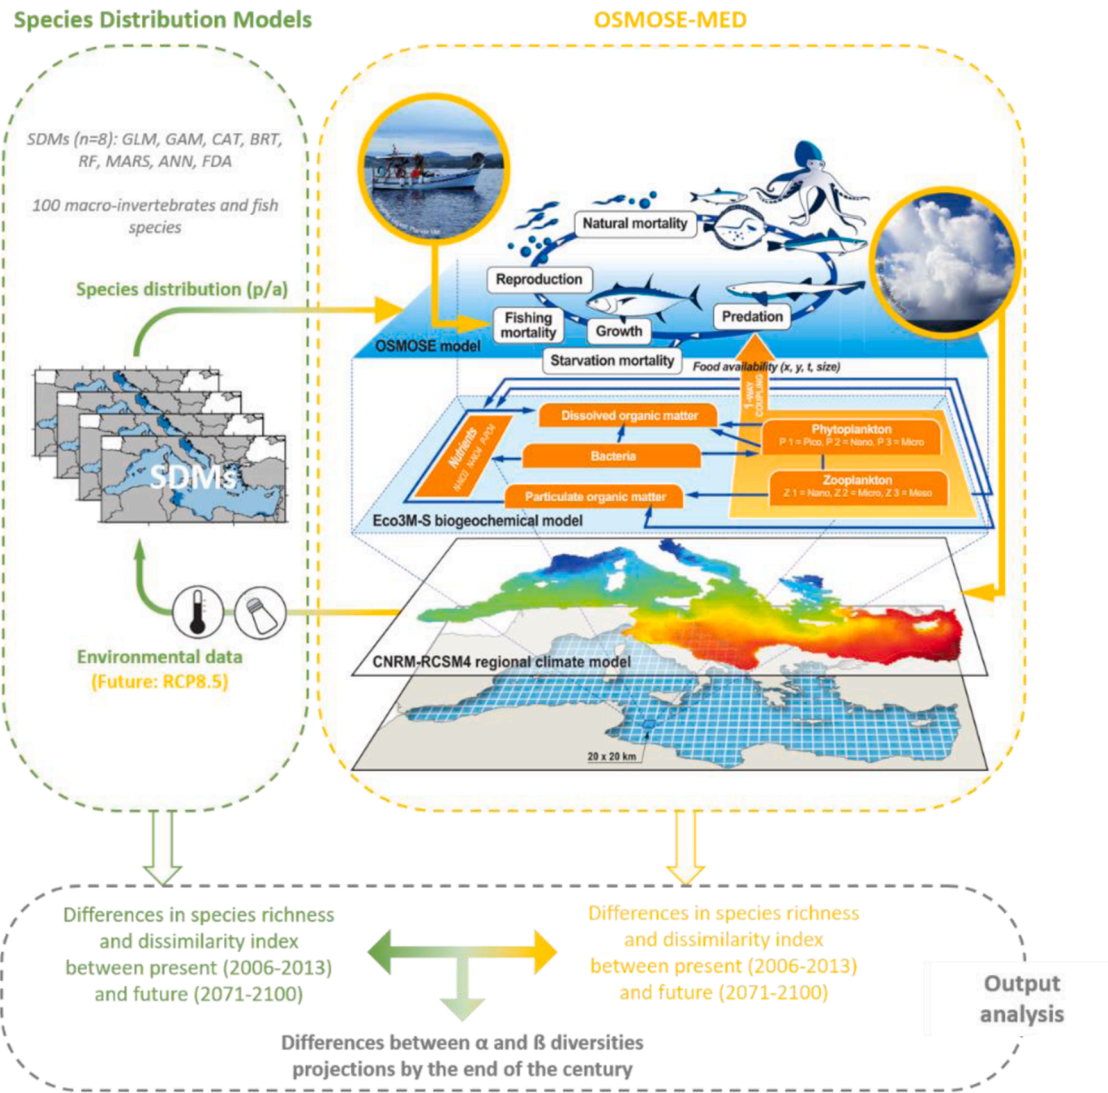 Species Distribution Models
OSMOSE-MED
SDMs (n=8): GLM, GAM, CAT, BRT,
RF, MARS, ANN, FDA
100 macro-invertebrates and fish
species
Species distribution (p/a)
SDMs
Environmental data
(Future: RCP8.5)
Natural mortality
Reproduction
Fishing
mortality
Growth
Predation
Starvation mortality
OSMOSE model
Food availability (x, y, t, size)
1-WAY
COUPLING
Dissolved organic matter
Nutrients
Bacteria
Particulate organic matter
Phytoplankton
P 1 = Pico, P 2 = Nano, P 3 = Micro
Zooplankton
Z 1 = Nano, Z 2 = Micro, Z 3 = Meso
Eco3M-S biogeochemical model
CNRM-RCSM4 regional climate model
20 x 20 km
Differences in species richness
and dissimilarity index
between present (2006-2013)
and future (2071-2100)
Differences in species richness
and dissimilarity index
between present (2006-2013)
and future (2071-2100)
Output
analysis
Differences between α and ß diversities
projections by the end of the century